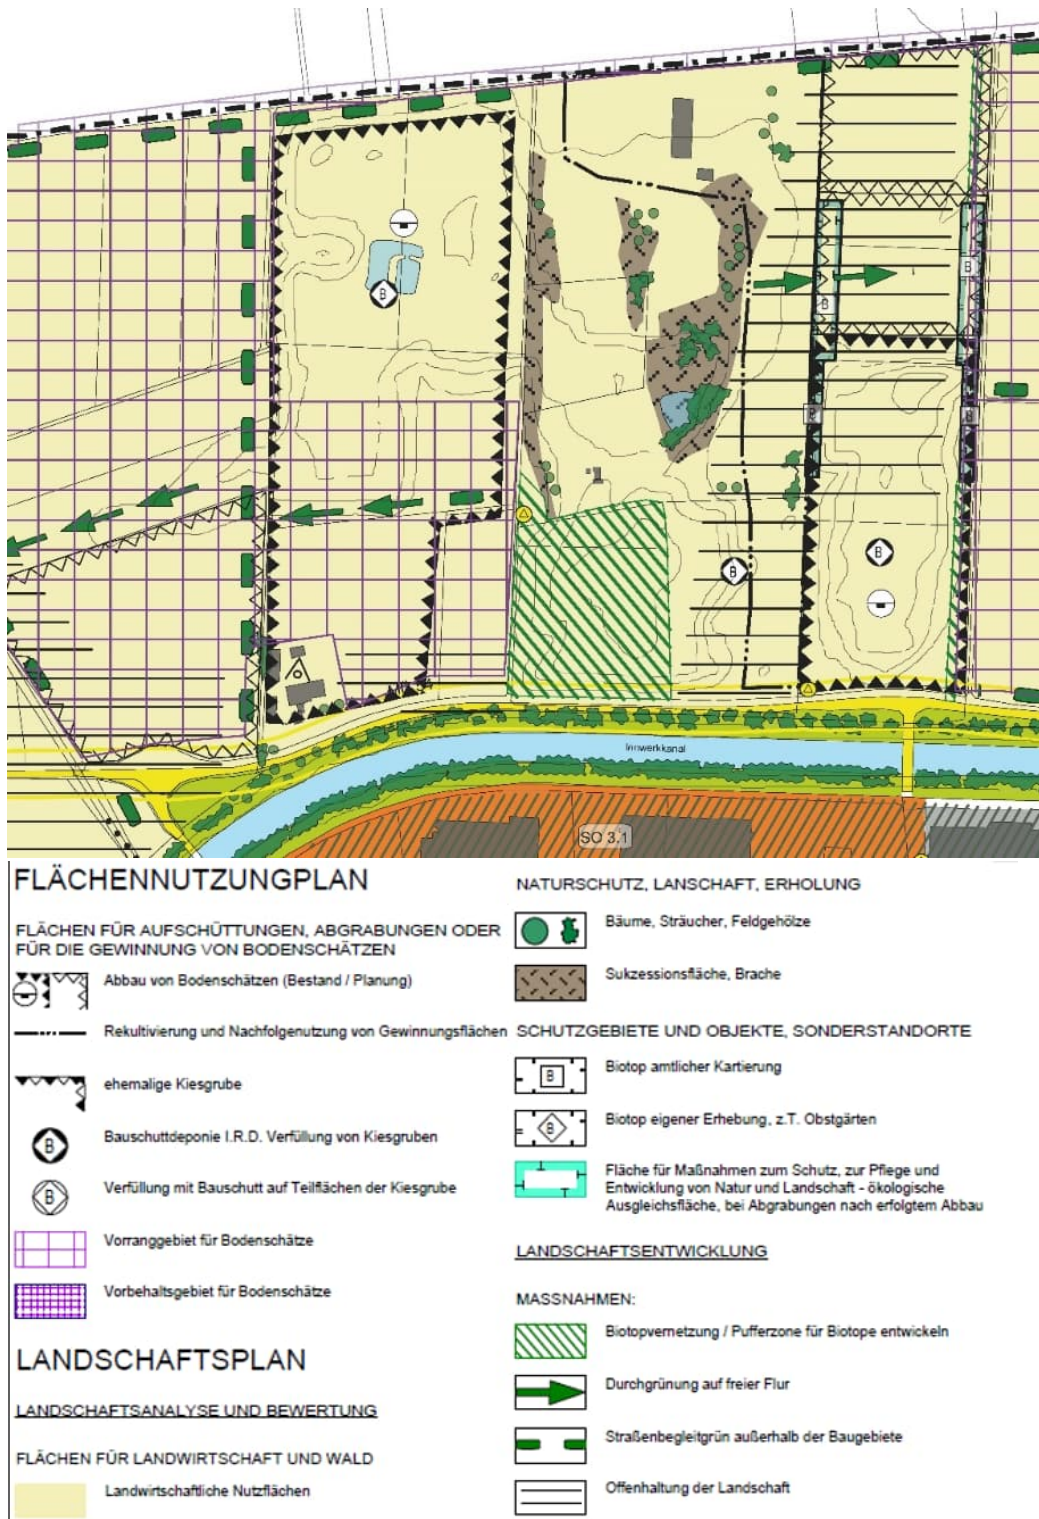 B
B
B
B
B
B
B
Innwerkkanal
SO 3.1
FLÄCHENNUTZUNGPLAN
FLÄCHEN FÜR AUFSCHÜTTUNGEN, ABGRABUNGEN ODER
FÜR DIE GEWINNUNG VON BODENSCHÄTZEN
Abbau von Bodenschätzen (Bestand / Planung)
Rekultivierung und Nachfolgenutzung von Gewinnungsflächen
ehemalige Kiesgrube
B
Bauschuttdeponie I.R.D. Verfüllung von Kiesgruben
B
Verfüllung mit Bauschutt auf Teilflächen der Kiesgrube
Vorranggebiet für Bodenschätze
Vorbehaltsgebiet für Bodenschätze
LANDSCHAFTSPLAN
LANDSCHAFTSANALYSE UND BEWERTUNG
FLÄCHEN FÜR LANDWIRTSCHAFT UND WALD
Landwirtschaftliche Nutzflächen
NATURSCHUTZ, LANSCHAFT, ERHOLUNG
Bäume, Sträucher, Feldgehölze
Sukzessionsfläche, Brache
SCHUTZGEBIETE UND OBJEKTE, SONDERSTANDORTE
B
Biotop amtlicher Kartierung
B
Biotop eigener Erhebung, z.T. Obstgärten
Fläche für Maßnahmen zum Schutz, zur Pflege und
Entwicklung von Natur und Landschaft - ökologische
Ausgleichsfläche, bei Abgrabungen nach erfolgtem Abbau
LANDSCHAFTSENTWICKLUNG
MASSNAHMEN:
Biotopvernetzung / Pufferzone für Biotope entwickeln
Durchgrünung auf freier Flur
Straßenbegleitgrün außerhalb der Baugebiete
Offenhaltung der Landschaft